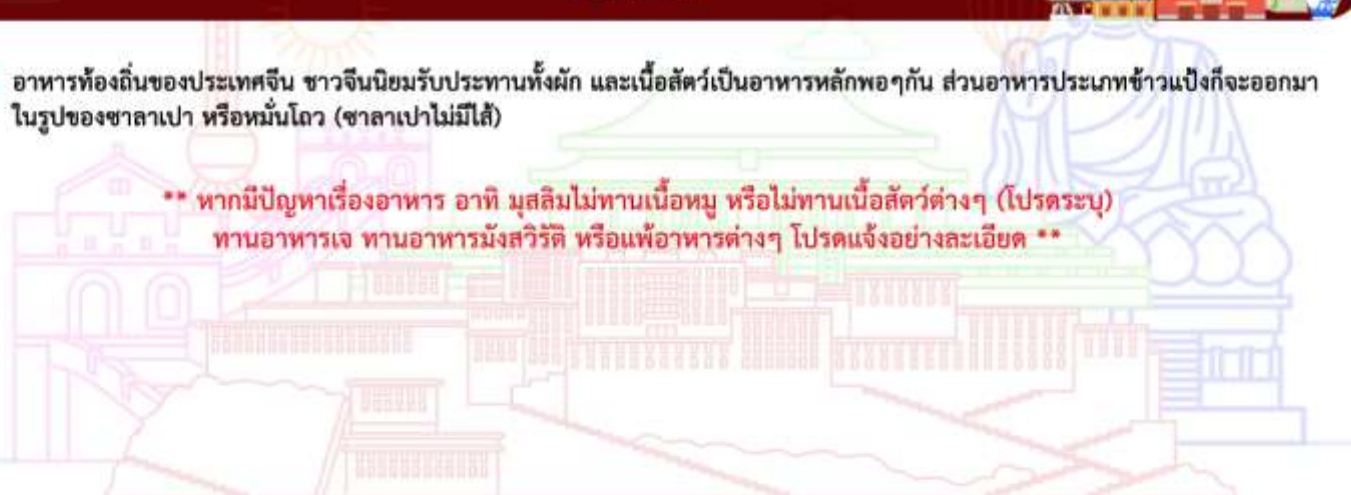 อาหารท้องถิ่นของประเทศจีน ชาวจีนนิยมรับประทานทั้งผัก และเนื้อสัตว์เป็นอาหารหลักพอๆกัน ส่วนอาหารประเภทข้าวแป้งก็จะออกมา
ในรูปของซาลาเปา หรือหมั่นโถว (ซาลาเปาไม่มีไส้)
** หากมีปัญหาเรื่องอาหาร อาทิ มุสลิมไม่ทานเนื้อหมู หรือไม่ทานเนื้อสัตว์ต่างๆ (โปรดระบุ)
ทานอาหารเจ ทานอาหารมังสวิรัติ หรือแพ้อาหารต่างๆ โปรดแจ้งอย่างละเอียด **